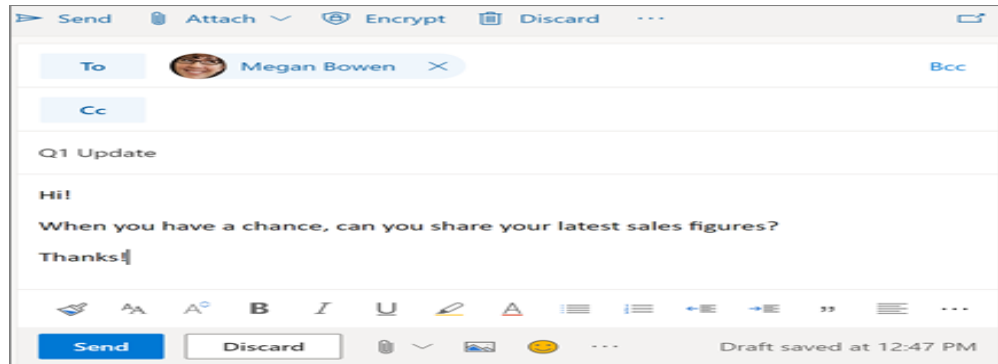 Send Attach Encrypt Discard ...
To Megan Bowen Bcc
Cc
Q1 Update
Hi!
When you have a chance, can you share your latest sales figures?
Thanks!
B I U A
Send Discard ... Draft saved at 12:47 PM